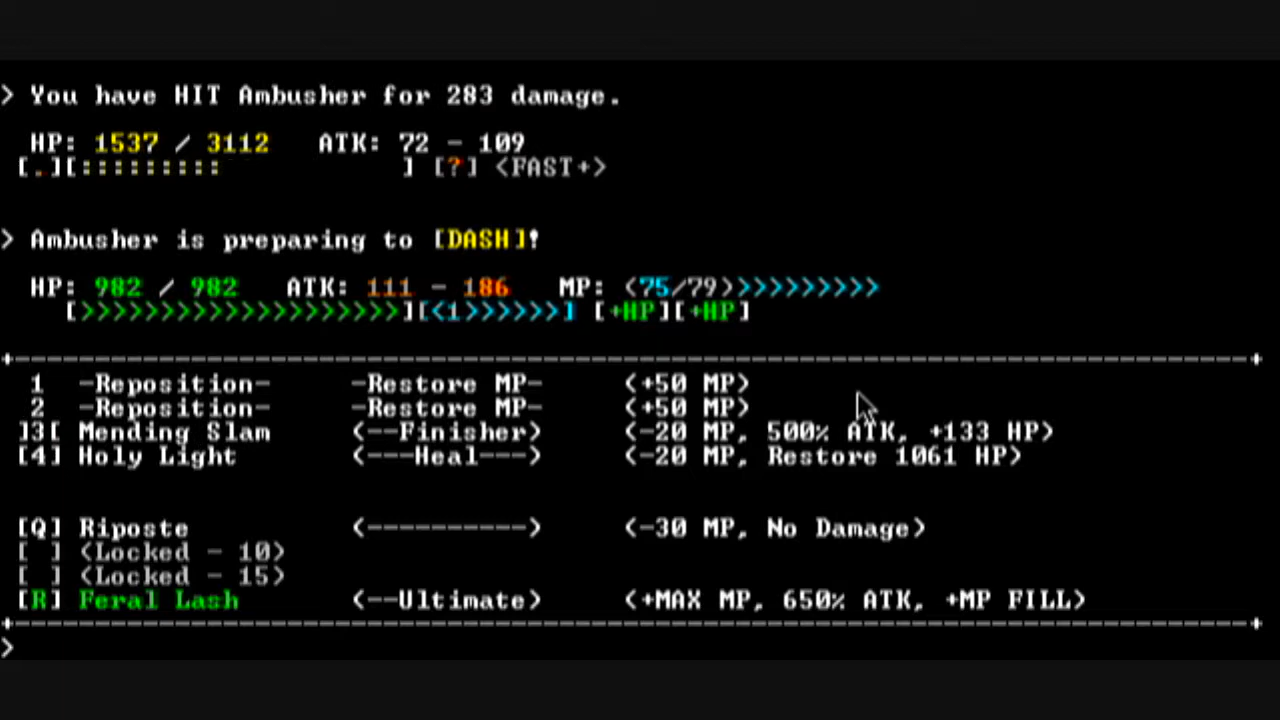 > You have HIT Ambusher for 283 damage.
HP: 1537 / 3112 ATK: 72 - 109
[.][::::::::: ] [?] <FAST+>
> Ambusher is preparing to [DASH]!
HP: 982 / 982 ATK: 111 - 186 MP: <75/79>>>>>>>>>>
[>>>>>>>>>>>>>>>>>>>>][<1>>>>>>] [+HP][+HP]
+------------------------------------------------------------------------------+
1 -Reposition- -Restore MP- <+50 MP>
2 -Reposition- -Restore MP- <+50 MP>
]3[ Mending Slam <--Finisher> <-20 MP, 500% ATK, +133 HP>
[4] Holy Light <---Heal---> <-20 MP, Restore 1061 HP>
[Q] Riposte <----------> <-30 MP, No Damage>
[ ] <Locked - 10>
[ ] <Locked - 15>
[R] Feral Lash <--Ultimate> <+MAX MP, 650% ATK, +MP FILL>
+------------------------------------------------------------------------------+
>